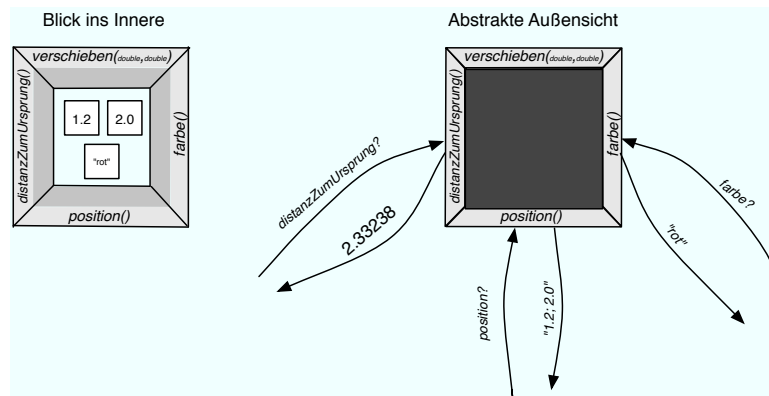 Blick ins Innere
verschieben(double,double)
distanzZumUrsprung()
1.2
2.0
"rot"
farbe()
position()
Abstrakte Außensicht
verschieben(double,double)
distanzZumUrsprung()
farbe()
position()
distanzZumUrsprung?
2.33238
position?
"1.2; 2.0"
"rot"
farbe?